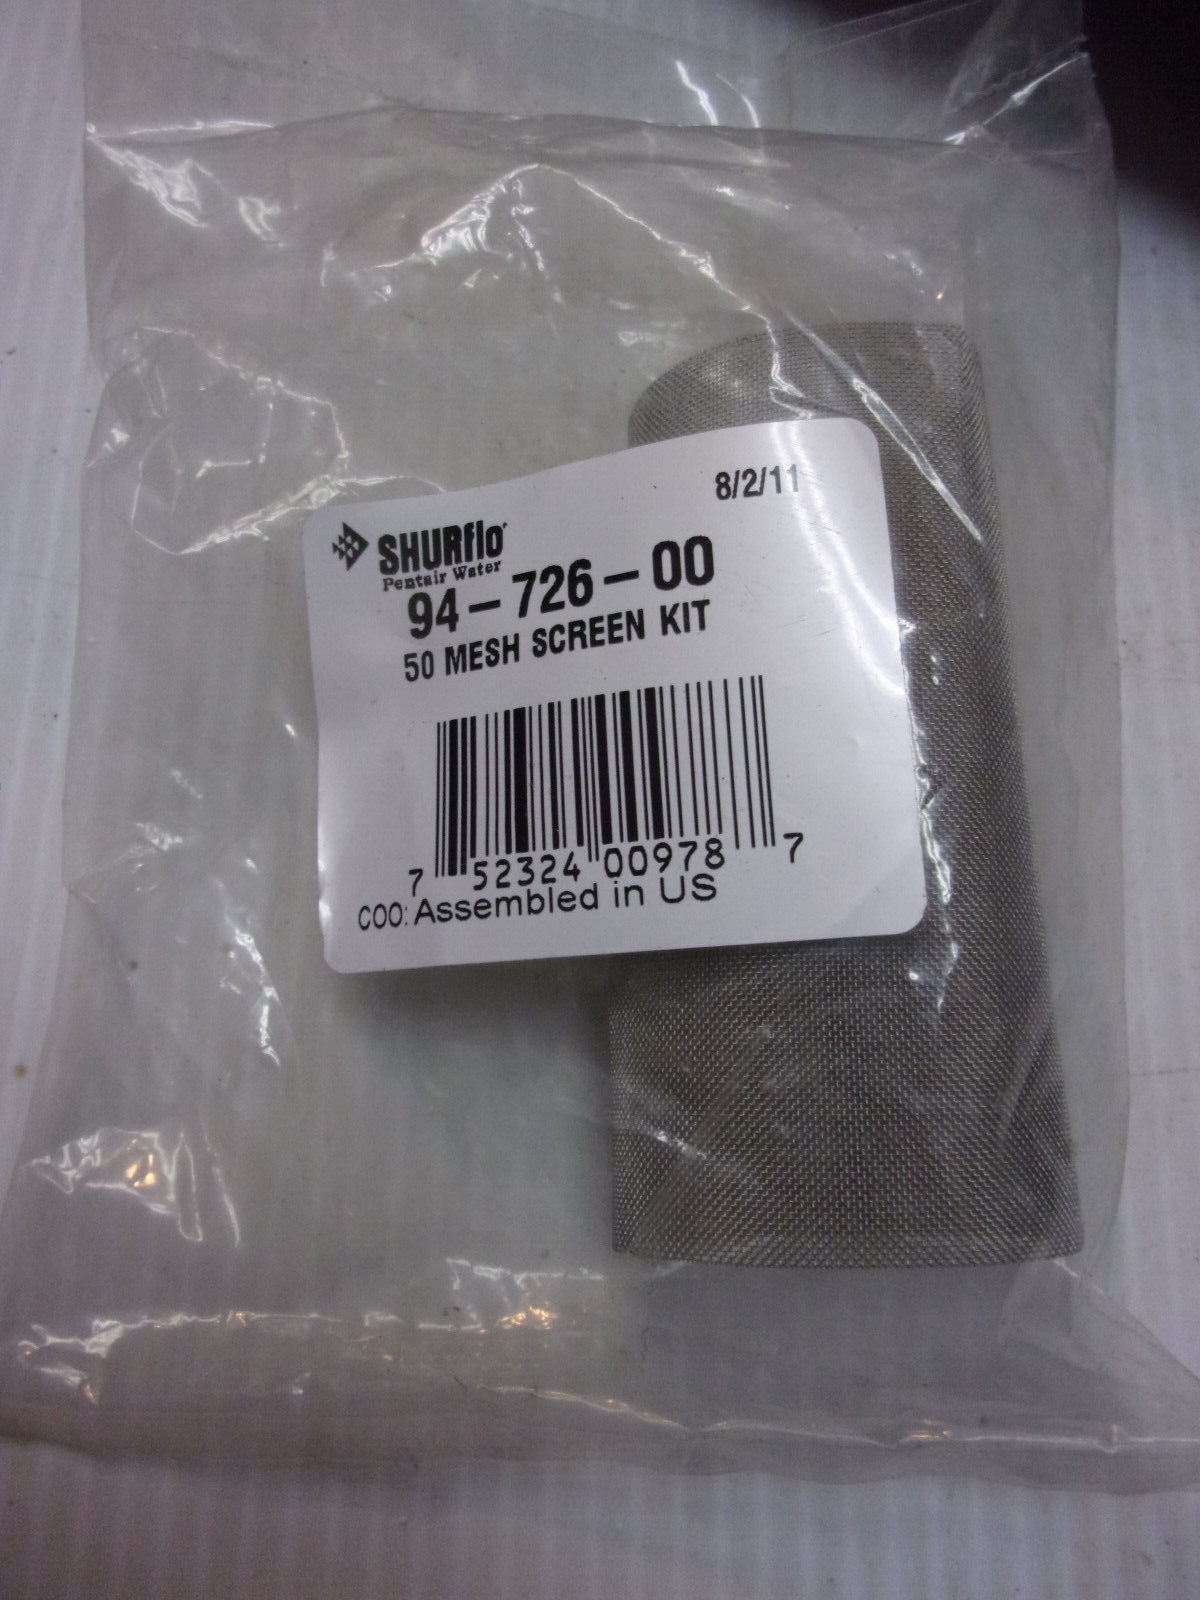 8/2/11
SHURflo
Pentair Water
94-726-00
50 MESH SCREEN KIT
7 52324 00978 7
COO: Assembled in US